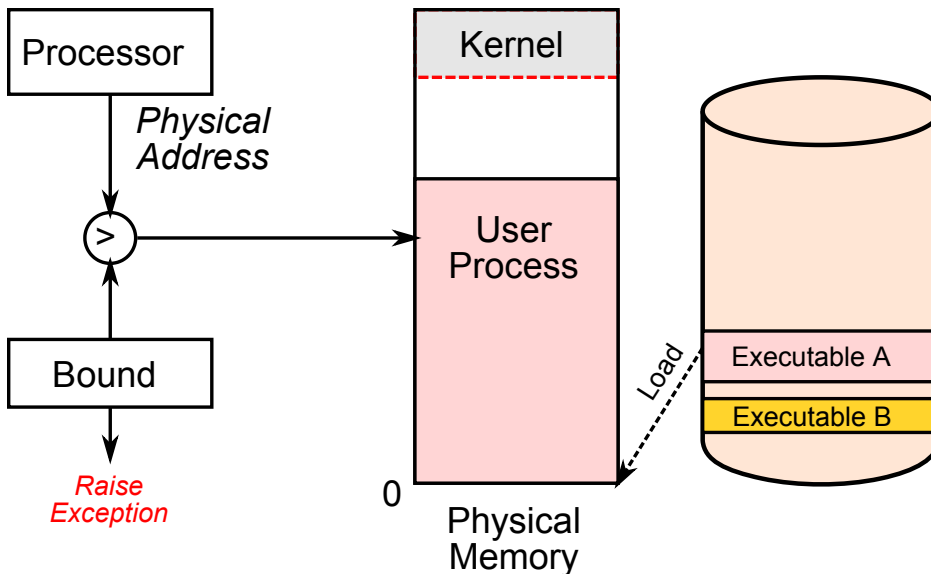 Processor
Physical
Address
>
Bound
Raise
Exception
Kernel
User
Process
0
Physical
Memory
Load
Executable A
Executable B